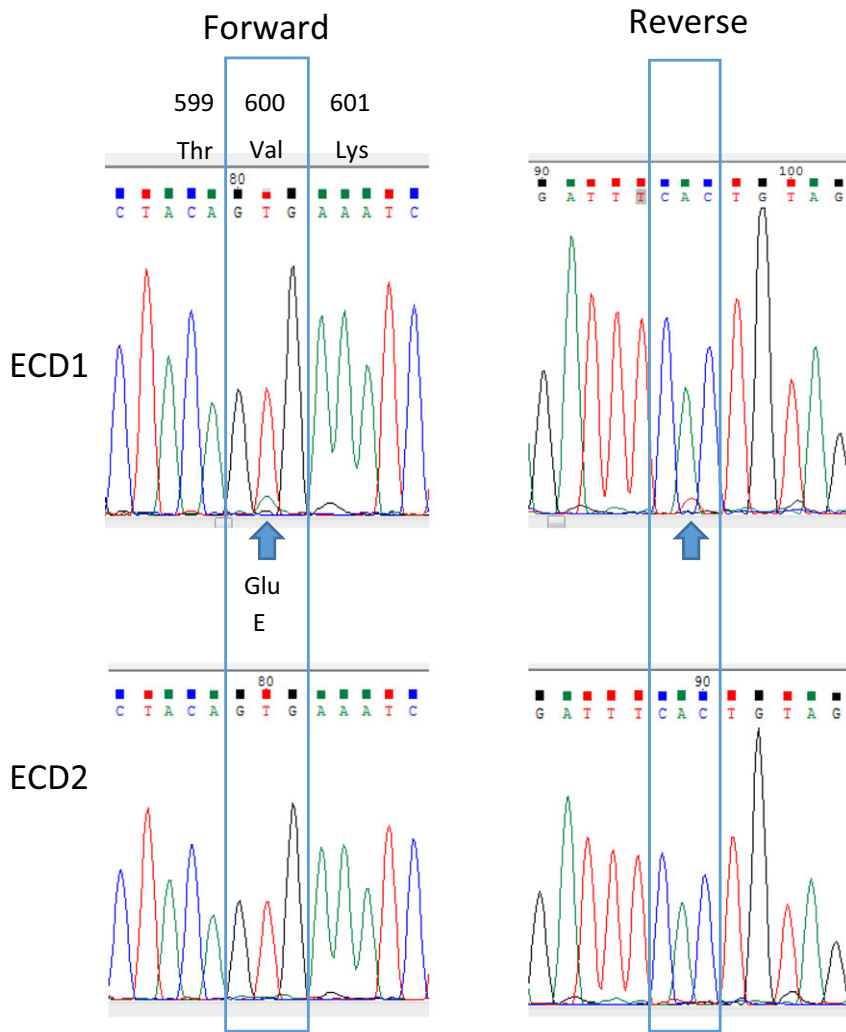 Forward
Reverse
599 600 601
Thr Val Lys
80
C T A C A G T G A A A T C
90 100
G A T T T C A C T G T A G
ECD1
Glu
E
80
C T A C A G T G A A A T C
90
G A T T T C A C T G T A G
ECD2